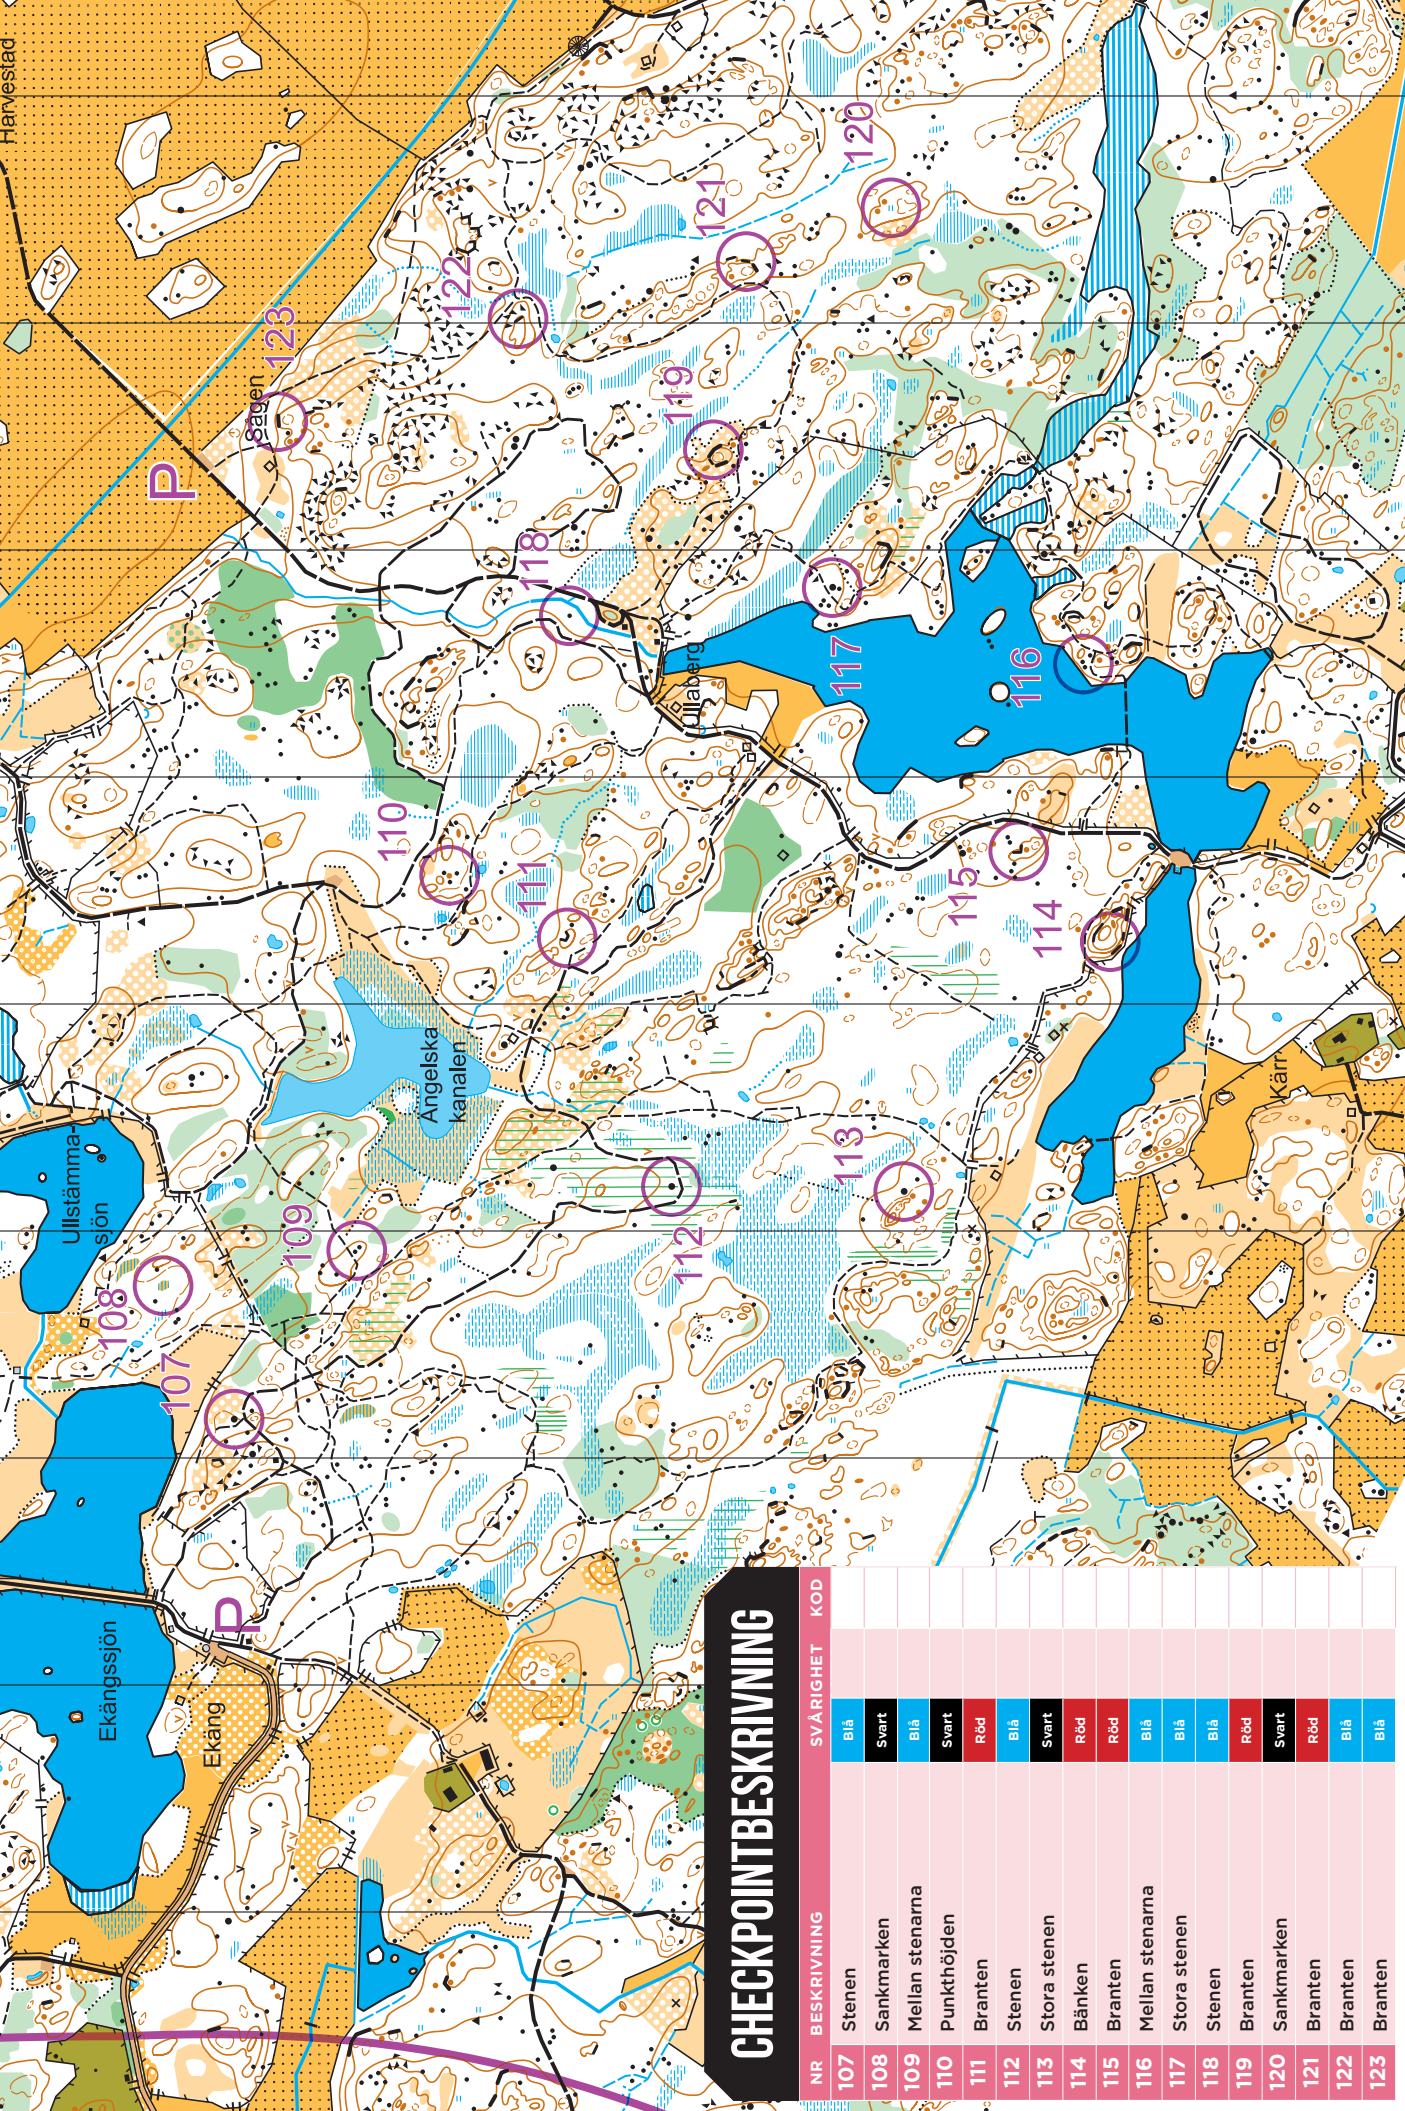 Harvestad
123
Sågen
P
122
121
120
119
118
Ullaberg
117
116
110
111
115
114
Ängelska
kanalen
Kärr
Ullstämma-
sjön
109
108
107
112
113
P
Ekängssjön
Ekäng
CHECKPOINTBESKRIVNING
NR BESKRIVNING SVÅRIGHET KOD
107 Stenen Blå
108 Sankmarken Svart
109 Mellan stenarna Blå
110 Punkthöjden Svart
111 Branten Röd
112 Stenen Blå
113 Stora stenen Svart
114 Bänken Röd
115 Branten Röd
116 Mellan stenarna Blå
117 Stora stenen Blå
118 Stenen Blå
119 Branten Röd
120 Sankmarken Svart
121 Branten Röd
122 Branten Blå
123 Branten Blå